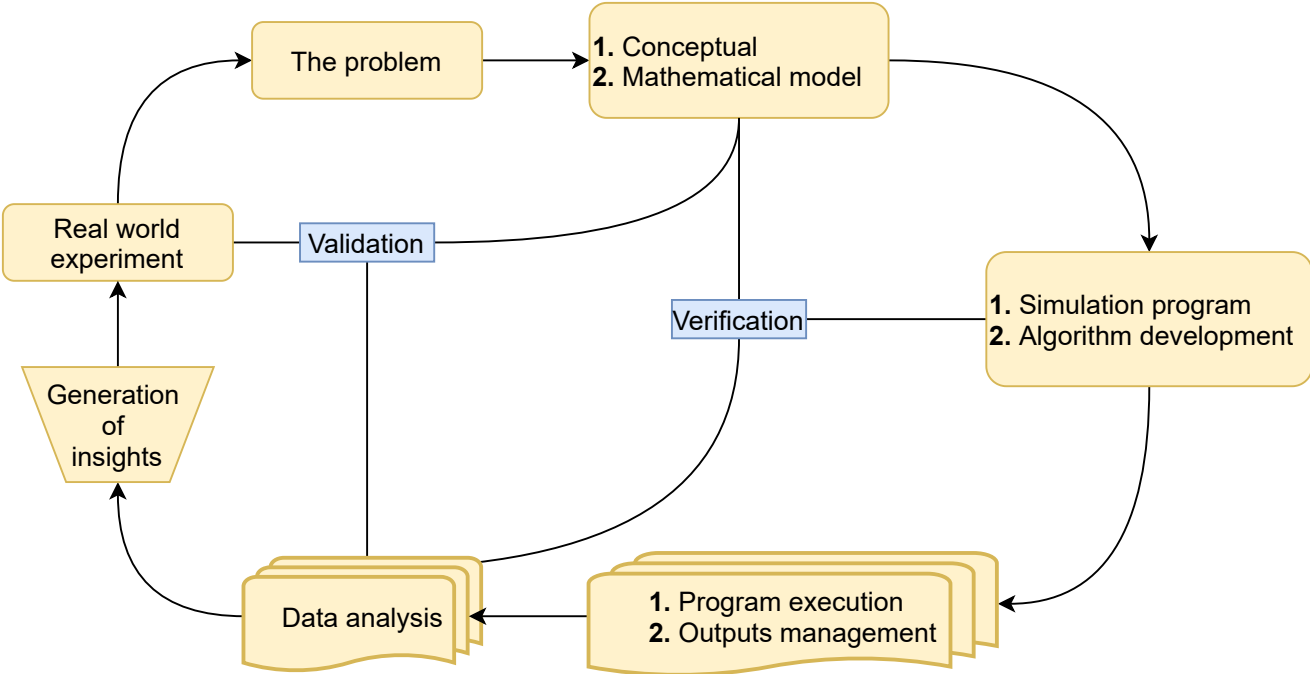 The problem
1. Conceptual
2. Mathematical model
Real world
experiment
Validation
Verification
1. Simulation program
2. Algorithm development
Generation
of
insights
Data analysis
1. Program execution
2. Outputs management